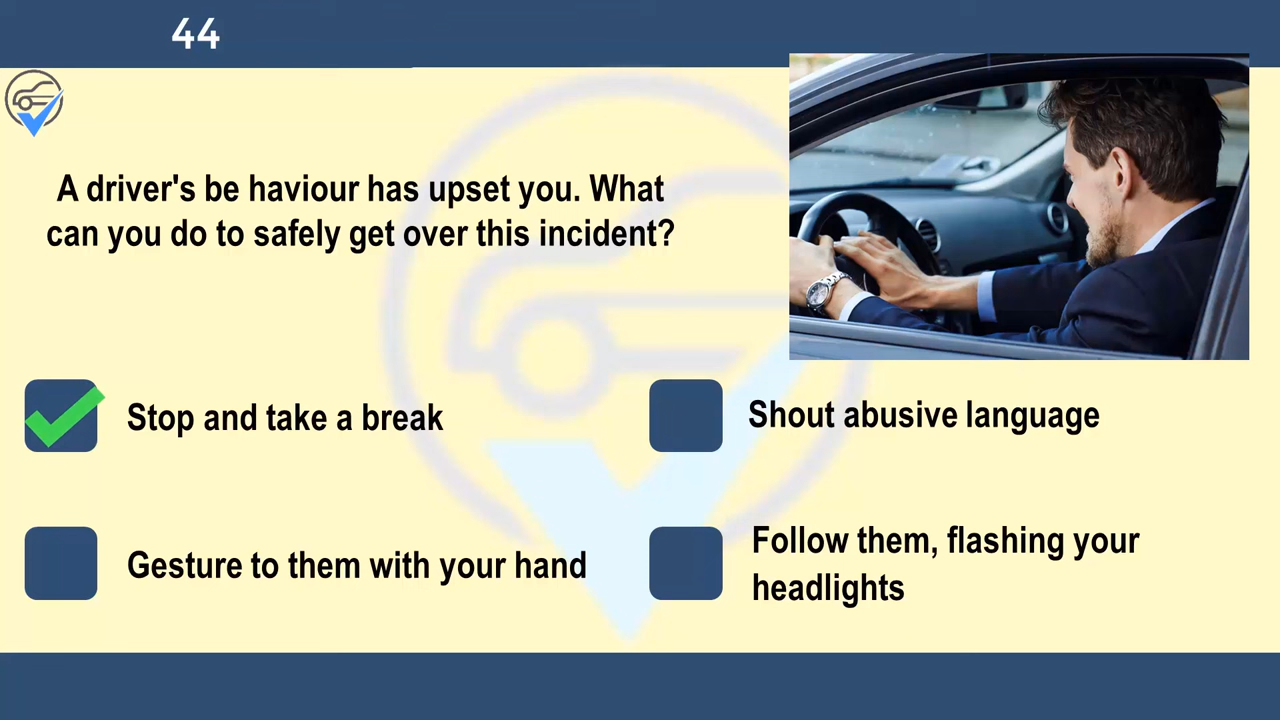 44
A driver's be haviour has upset you. What
can you do to safely get over this incident?
Stop and take a break
Shout abusive language
Gesture to them with your hand
Follow them, flashing your
headlights